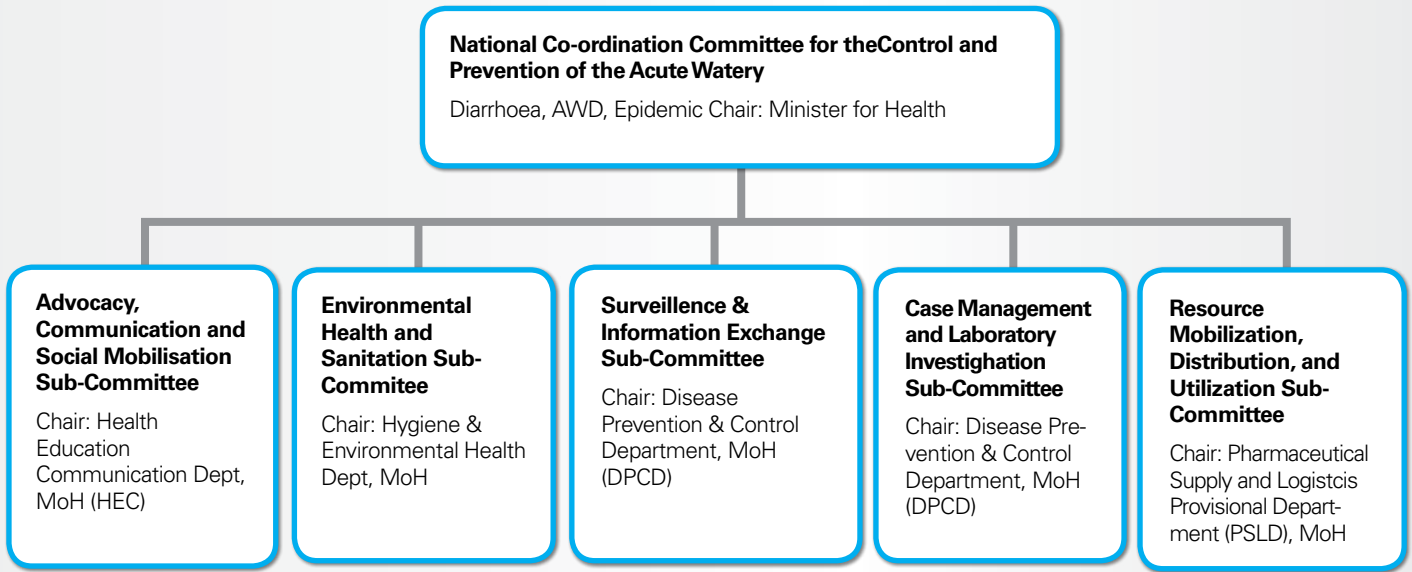 National Co-ordination Committee for theControl and
Prevention of the Acute Watery
Diarrhoea, AWD, Epidemic Chair: Minister for Health
Advocacy,
Communication and
Social Mobilisation
Sub-Committee
Chair: Health
Education
Communication Dept,
MoH (HEC)
Environmental
Health and
Sanitation Sub-
Commitee
Chair: Hygiene &
Environmental Health
Dept, MoH
Surveillence &
Information Exchange
Sub-Committee
Chair: Disease
Prevention & Control
Department, MoH
(DPCD)
Case Management
and Laboratory
Investighation
Sub-Committee
Chair: Disease Pre-
vention & Control
Department, MoH
(DPCD)
Resource
Mobilization,
Distribution, and
Utilization Sub-
Committee
Chair: Pharmaceutical
Supply and Logistcis
Provisional Depart-
ment (PSLD), MoH